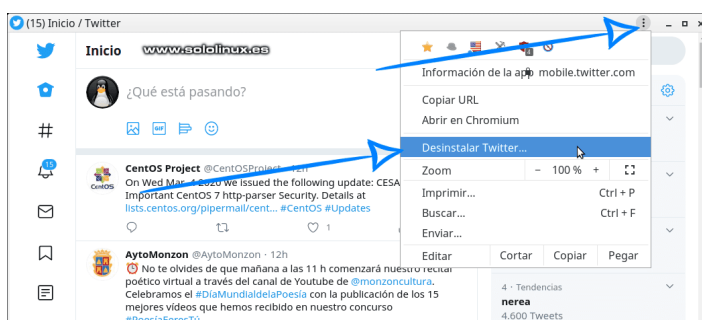 (15) Inicio / Twitter
Inicio
www.sololinux.es
¿Qué está pasando?
GIF
15
CentOS
CentOS Project @CentOSProject · 12h
On Wed Mar 4 2020 we issued the following update: CESA
Important CentOS 7 http-parser Security. Details at
lists.centos.org/pipermail/cent... #CentOS #Updates
1
AytoMonzon @AytoMonzon · 12h
No te olvides de que mañana a las 11 h comenzará nuestro recital
poético virtual a través del canal de Youtube de @monzoncultura.
Celebramos el #DíaMundialdelaPoesía con la publicación de los 15
mejores vídeos que hemos recibido en nuestro concurso
#PoesíaEresTú
4
Información de la app mobile.twitter.com
Copiar URL
Abrir en Chromium
Desinstalar Twitter...
Zoom - 100 % +
Imprimir... Ctrl + P
Buscar... Ctrl + F
Enviar...
Editar Cortar Copiar Pegar
4 · Tendencias
nerea
4.600 Tweets